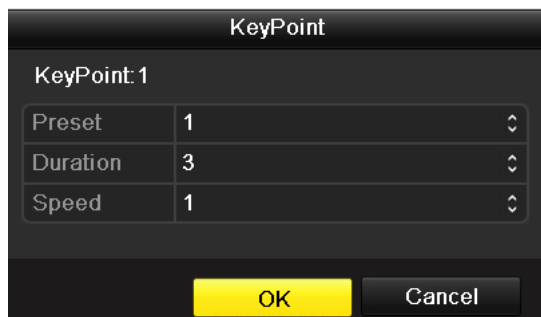 KeyPoint
KeyPoint:1
Preset 1
Duration 3
Speed 1
OK Cancel